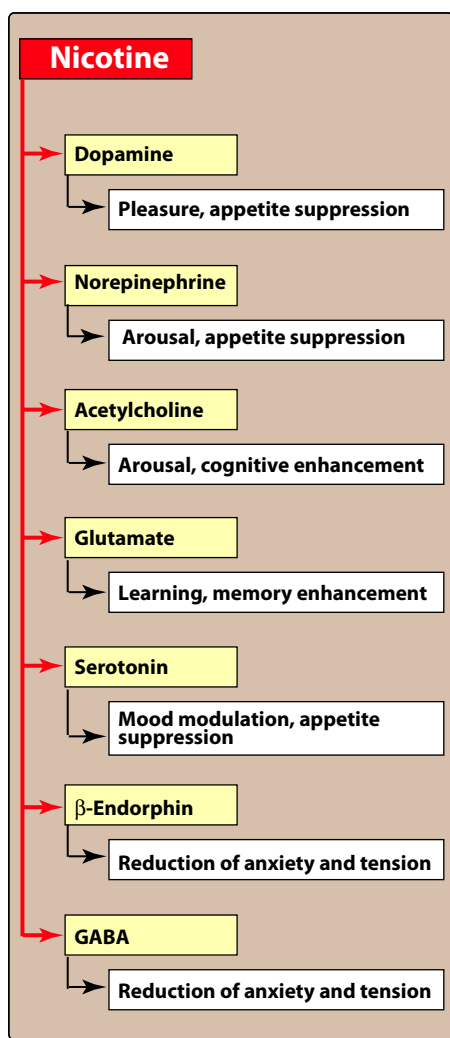 Nicotine
Dopamine
Pleasure, appetite suppression
Norepinephrine
Arousal, appetite suppression
Acetylcholine
Arousal, cognitive enhancement
Glutamate
Learning, memory enhancement
Serotonin
Mood modulation, appetite
suppression
β-Endorphin
Reduction of anxiety and tension
GABA
Reduction of anxiety and tension